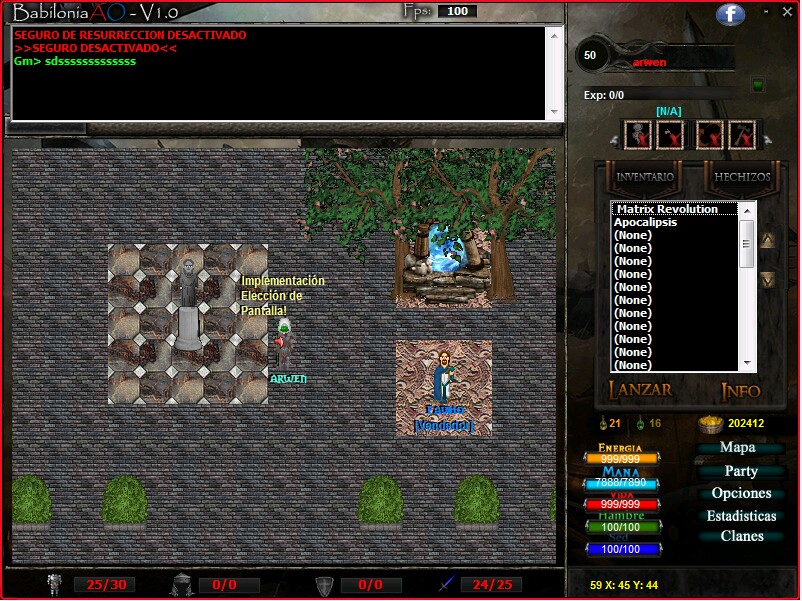 BabiloniaAO - V1.0
Fps: 100
SEGURO DE RESURRECCION DESACTIVADO
>>SEGURO DESACTIVADO<<
Gm> sdsssssssssssss
f
50
arwen
Exp: 0/0
[N/A]
INVENTARIO
HECHIZOS
Matrix Revolution
Apocalipsis
(None)
(None)
(None)
(None)
(None)
(None)
(None)
(None)
(None)
(None)
(None)
LANZAR
INFO
Implementación
Elección de
Pantalla!
ARWEN
[Vendedor]
21
16
202412
ENERGIA
999/999
MANA
7888/7890
VIDA
999/999
Hambre
100/100
Sed
100/100
Mapa
Party
Opciones
Estadísticas
Clanes
25/30
0/0
0/0
24/25
59 X: 45 Y: 44